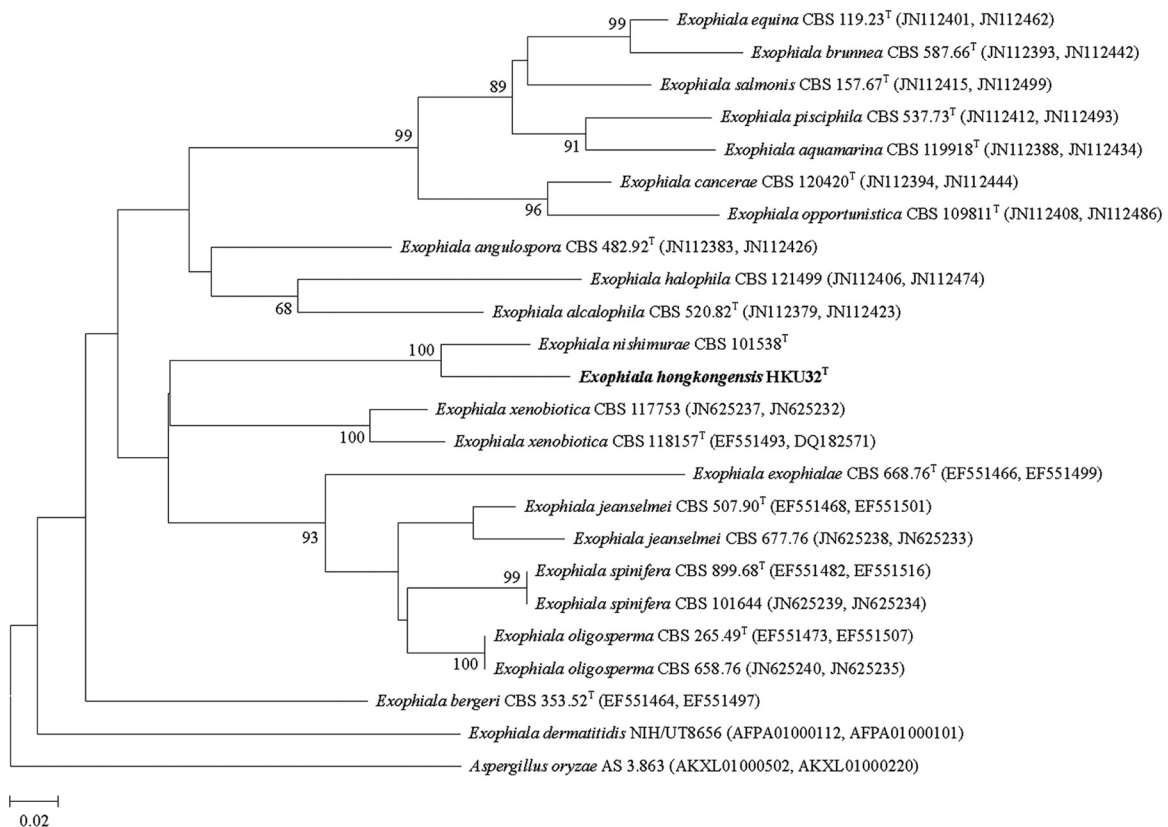 99 Exophiala equina CBS 119.23T (JN112401, JN112462)
Exophiala brunnea CBS 587.66T (JN112393, JN112442)
89 Exophiala salmonis CBS 157.67T (JN112415, JN112499)
Exophiala pisciphila CBS 537.73T (JN112412, JN112493)
99
91 Exophiala aquamarina CBS 119918T (JN112388, JN112434)
Exophiala cancerae CBS 120420T (JN112394, JN112444)
96 Exophiala opportunistica CBS 109811T (JN112408, JN112486)
Exophiala angulospora CBS 482.92T (JN112383, JN112426)
Exophiala halophila CBS 121499 (JN112406, JN112474)
68 Exophiala alcalophila CBS 520.82T (JN112379, JN112423)
100 Exophiala nishimurae CBS 101538T
Exophiala hongkongensis HKU32T
Exophiala xenobiotica CBS 117753 (JN625237, JN625232)
100 Exophiala xenobiotica CBS 118157T (EF551493, DQ182571)
Exophiala exophialae CBS 668.76T (EF551466, EF551499)
Exophiala jeanselmei CBS 507.90T (EF551468, EF551501)
93 Exophiala jeanselmei CBS 677.76 (JN625238, JN625233)
99 Exophiala spinifera CBS 899.68T (EF551482, EF551516)
Exophiala spinifera CBS 101644 (JN625239, JN625234)
Exophiala oligosperma CBS 265.49T (EF551473, EF551507)
100 Exophiala oligosperma CBS 658.76 (JN625240, JN625235)
Exophiala bergeri CBS 353.52T (EF551464, EF551497)
Exophiala dermatitidis NIH/UT8656 (AFPA01000112, AFPA01000101)
Aspergillus oryzae AS 3.863 (AKXL01000502, AKXL01000220)
0.02